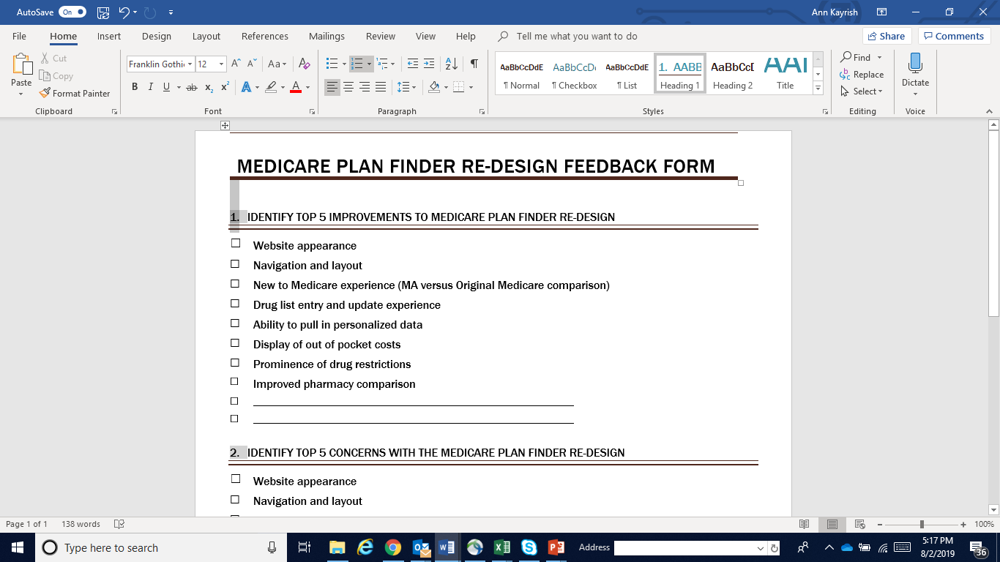 AutoSave On Ann Kayrish
File Home Insert Design Layout References Mailings Review View Help Tell me what you want to do Share Comments
Paste Cut Copy Format Painter
Franklin Gothi 12 Aa
B I U ab x₂ x² A A
AaBbCcDdE AaBbCcD AaBbCcDdE 1. AABB AaBbCcI AAI
¶ Normal ¶ Checkbox ¶ List Heading 1 Heading 2 Title
Find Replace Select
Dictate
Clipboard Font Paragraph Styles Editing Voice
MEDICARE PLAN FINDER RE-DESIGN FEEDBACK FORM
1. IDENTIFY TOP 5 IMPROVEMENTS TO MEDICARE PLAN FINDER RE-DESIGN
Website appearance
Navigation and layout
New to Medicare experience (MA versus Original Medicare comparison)
Drug list entry and update experience
Ability to pull in personalized data
Display of out of pocket costs
Prominence of drug restrictions
Improved pharmacy comparison
2. IDENTIFY TOP 5 CONCERNS WITH THE MEDICARE PLAN FINDER RE-DESIGN
Website appearance
Navigation and layout
Page 1 of 1 138 words 100%
Type here to search Address 5:17 PM
8/2/2019 36